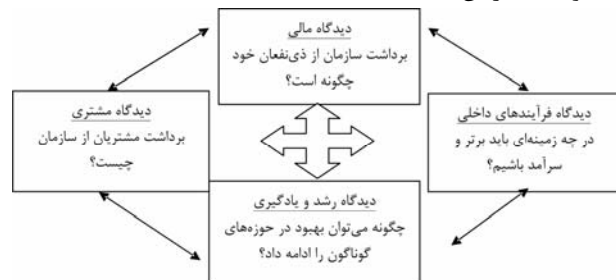 دیدگاه مالی
برداشت سازمان از ذی‌نفعان خود
چگونه است؟
دیدگاه فرآیندهای داخلی
در جه زمینه‌ای باید برتر و
سرآمد باشیم؟
دیدگاه مشتری
برداشت مشتریان از سازمان
چیست؟
دیدگاه رشد و یادگیری
چگونه می‌توان بهبود در حوزه‌های
گوناگون را ادامه داد؟